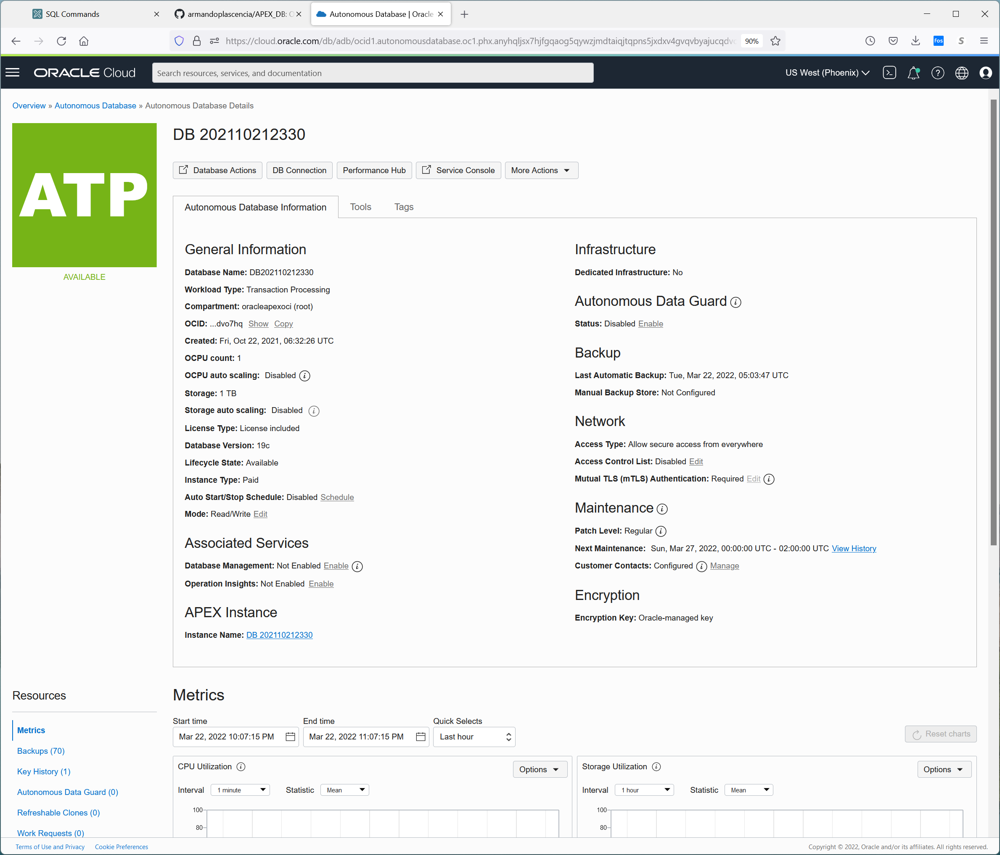 SQL Commands
armandoplascencia/APEX_DB: O
Autonomous Database | Oracle
https://cloud.oracle.com/db/adb/ocid1.autonomousdatabase.oc1.phx.anyhqljsx7hjfgqaog5qywzjmdtaiqjtqpns5jxdxv4gvqvbyajucqdvo
90%
fos
S
ORACLE Cloud
Search resources, services, and documentation
US West (Phoenix)
Overview » Autonomous Database » Autonomous Database Details
ATP
AVAILABLE
DB 202110212330
Database Actions
DB Connection
Performance Hub
Service Console
More Actions
Autonomous Database Information
Tools
Tags
General Information
Database Name: DB202110212330
Workload Type: Transaction Processing
Compartment: oracleapexoci (root)
OCID: ...dvo7hq Show Copy
Created: Fri, Oct 22, 2021, 06:32:26 UTC
OCPU count: 1
OCPU auto scaling: Disabled
Storage: 1 TB
Storage auto scaling: Disabled
License Type: License included
Database Version: 19c
Lifecycle State: Available
Instance Type: Paid
Auto Start/Stop Schedule: Disabled Schedule
Mode: Read/Write Edit
Associated Services
Database Management: Not Enabled Enable
Operation Insights: Not Enabled Enable
APEX Instance
Instance Name: DB 202110212330
Infrastructure
Dedicated Infrastructure: No
Autonomous Data Guard
Status: Disabled Enable
Backup
Last Automatic Backup: Tue, Mar 22, 2022, 05:03:47 UTC
Manual Backup Store: Not Configured
Network
Access Type: Allow secure access from everywhere
Access Control List: Disabled Edit
Mutual TLS (mTLS) Authentication: Required Edit
Maintenance
Patch Level: Regular
Next Maintenance: Sun, Mar 27, 2022, 00:00:00 UTC - 02:00:00 UTC View History
Customer Contacts: Configured Manage
Encryption
Encryption Key: Oracle-managed key
Resources
Metrics
Backups (70)
Key History (1)
Autonomous Data Guard (0)
Refreshable Clones (0)
Work Requests (0)
Metrics
Start time
Mar 22, 2022 10:07:15 PM
End time
Mar 22, 2022 11:07:15 PM
Quick Selects
Last hour
Reset charts
CPU Utilization
Options
Interval 1 minute Statistic Mean
100
80
Storage Utilization
Options
Interval 1 hour Statistic Mean
100
80
Terms of Use and Privacy
Cookie Preferences
Copyright © 2022, Oracle and/or its affiliates. All rights reserved.